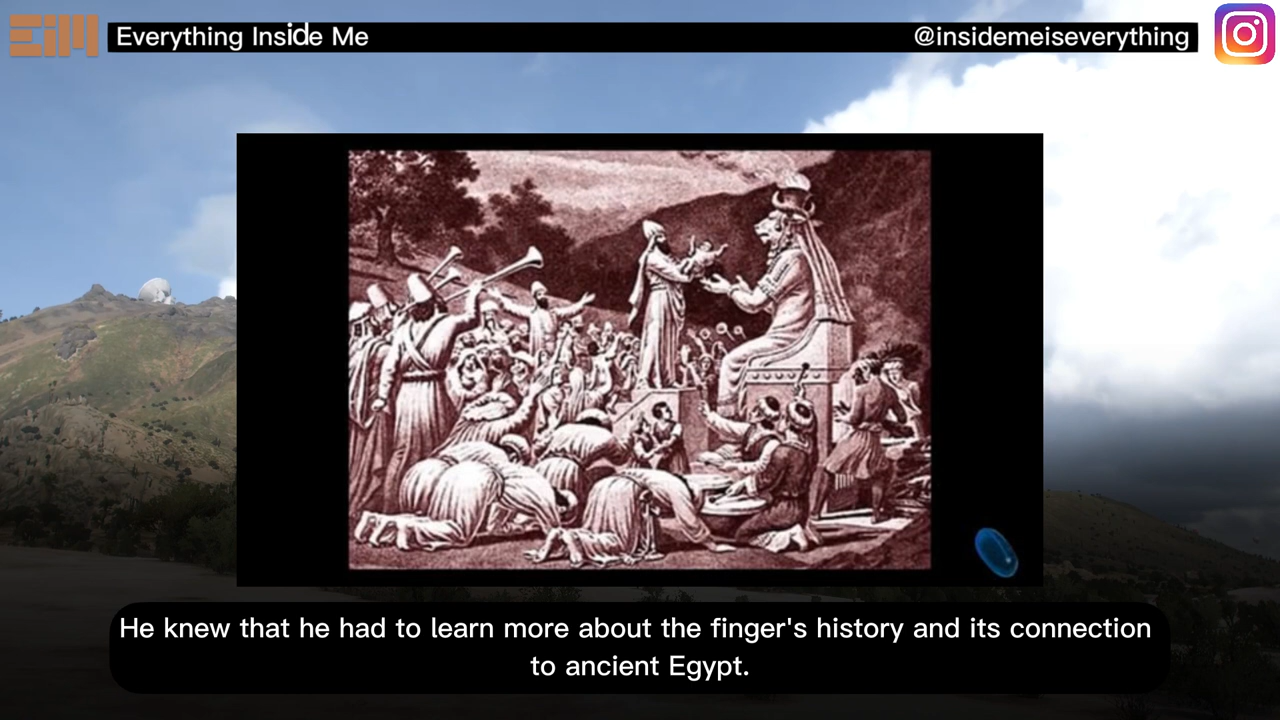 EIM
Everything Inside Me
@insidemeiseverything
He knew that he had to learn more about the finger's history and its connection
to ancient Egypt.